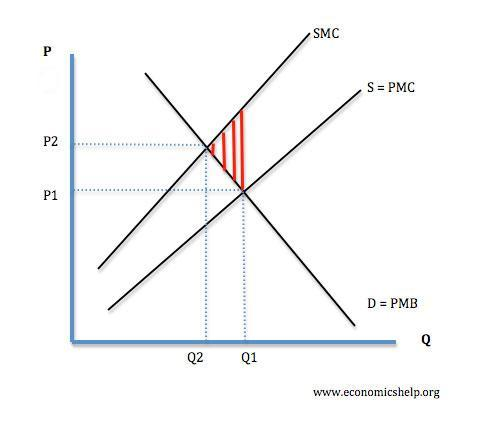 SMC
P
S = PMC
P2
P1
D = PMB
Q
Q2
Q1
www.economicshelp.org